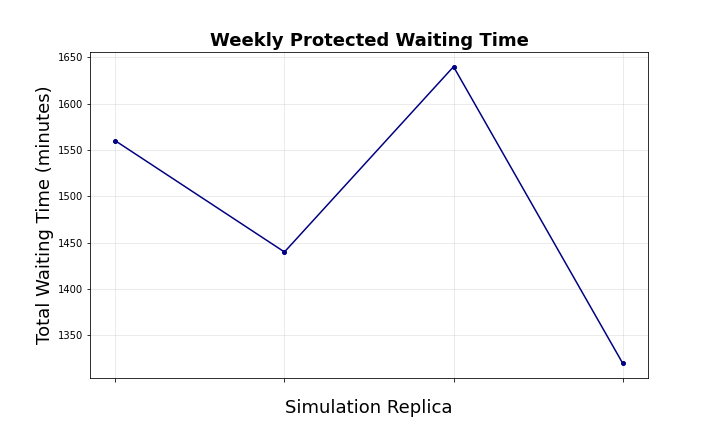 Weekly Protected Waiting Time
Total Waiting Time (minutes)
1650
1600
1550
1500
1450
1400
1350
Simulation Replica